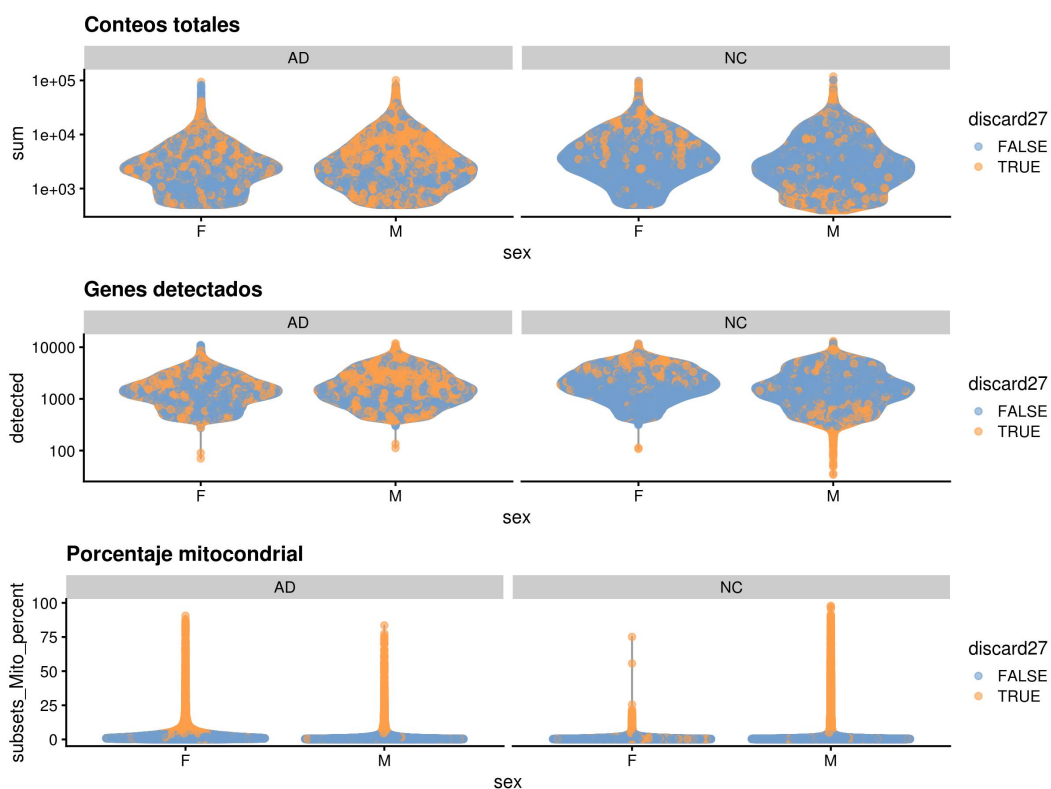 Conteos totales
AD
NC
1e+05
1e+04
1e+03
sum
F
M
F
M
sex
discard27
FALSE
TRUE
Genes detectados
AD
NC
10000
1000
100
detected
F
M
F
M
sex
discard27
FALSE
TRUE
Porcentaje mitocondrial
AD
NC
100
75
50
25
0
subsets_Mito_percent
F
M
F
M
sex
discard27
FALSE
TRUE